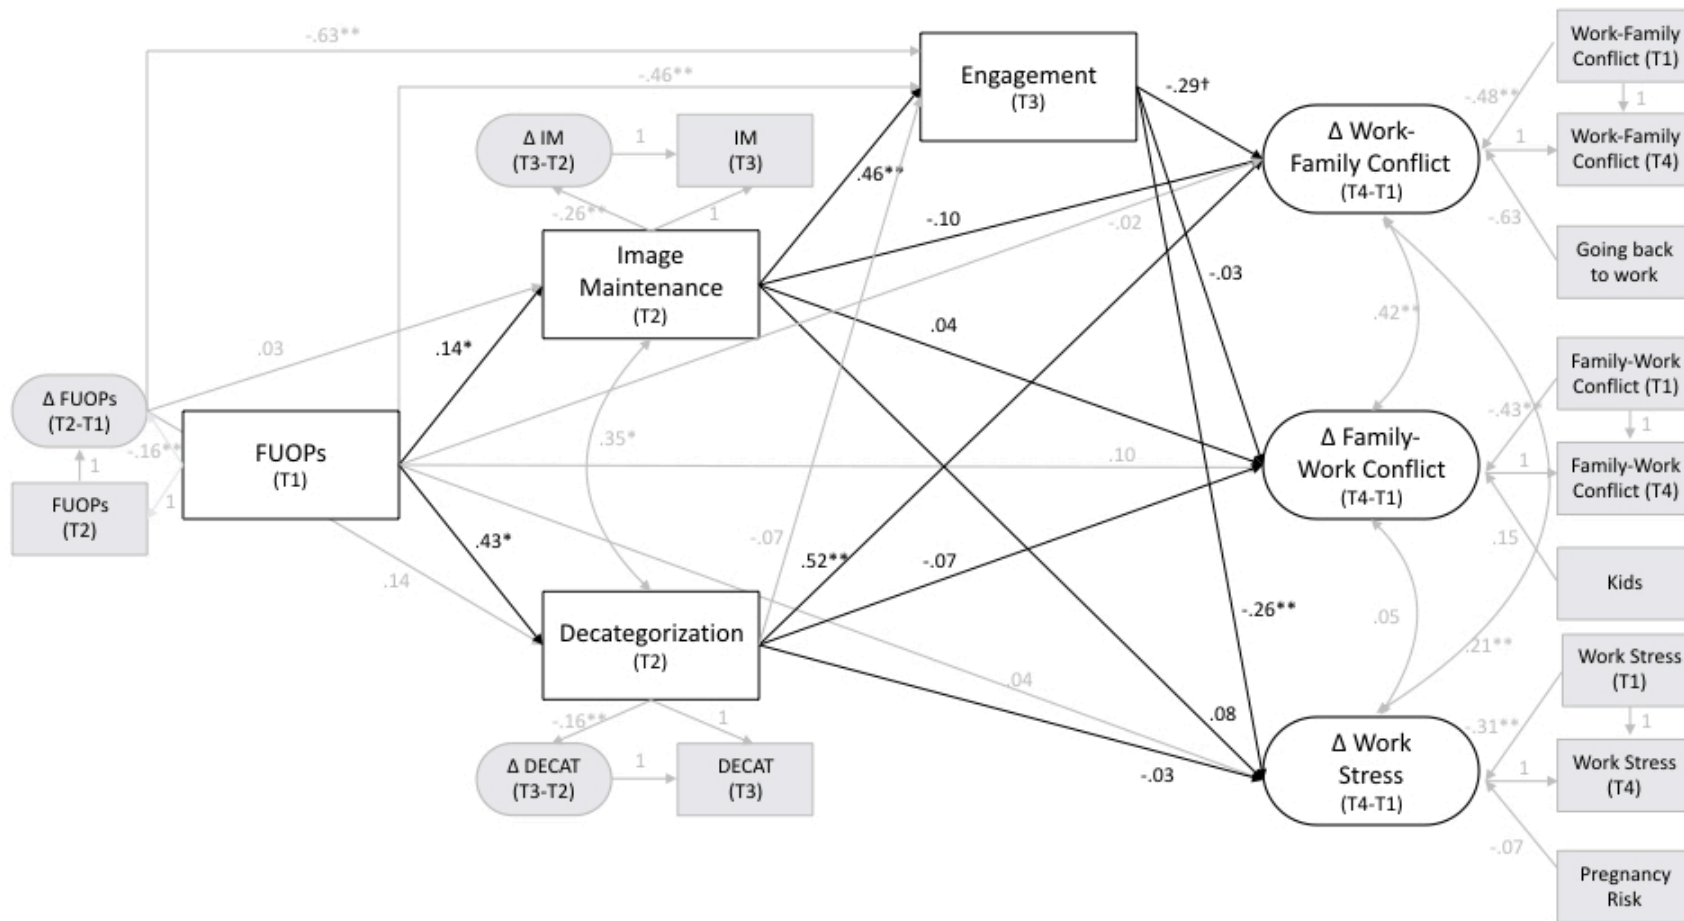 -.63**
-.46**
Engagement
(T3)
-.29†
Work-Family
Conflict (T1)
-.48**
1
Δ IM
(T3-T2)
1
IM
(T3)
Δ Work-
Family Conflict
(T4-T1)
1
Work-Family
Conflict (T4)
.46**
-.26**
1
-.10
-.02
-.63
Image
Maintenance
(T2)
Going back
to work
-.03
.03
.14*
.04
.42**
Δ FUOPs
(T2-T1)
-.16**
1
FUOPs
(T2)
1
FUOPs
(T1)
.35*
.10
Δ Family-
Work Conflict
(T4-T1)
Family-Work
Conflict (T1)
-.43**
1
1
Family-Work
Conflict (T4)
.43*
-.07
.52**
-.07
.15
.14
Kids
Decategorization
(T2)
-.26**
.05
.21**
Work Stress
(T1)
.04
-.16**
1
.08
-.31**
1
Δ DECAT
(T3-T2)
1
DECAT
(T3)
-.03
Δ Work
Stress
(T4-T1)
1
Work Stress
(T4)
-.07
Pregnancy
Risk